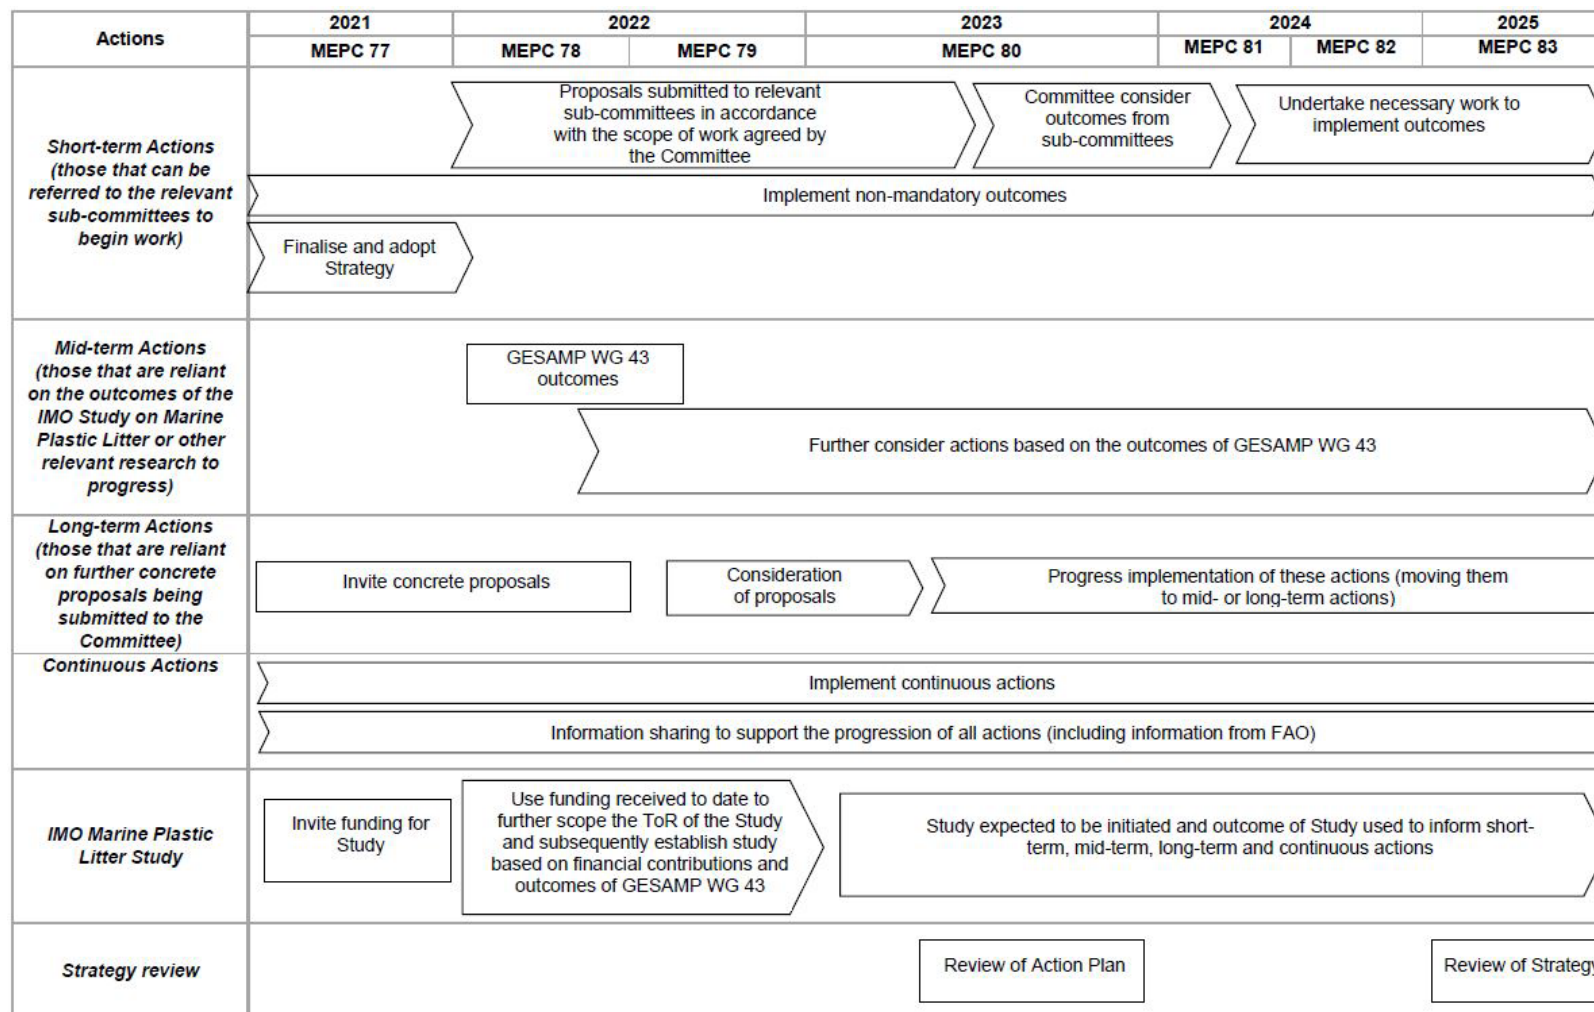 Actions
2021
2022
2023
2024
2025
MEPC 77
MEPC 78
MEPC 79
MEPC 80
MEPC 81
MEPC 82
MEPC 83
Short-term Actions
(those that can be
referred to the relevant
sub-committees to
begin work)
Proposals submitted to relevant
sub-committees in accordance
with the scope of work agreed by
the Committee
Committee consider
outcomes from
sub-committees
Undertake necessary work to
implement outcomes
Implement non-mandatory outcomes
Finalise and adopt
Strategy
Mid-term Actions
(those that are reliant
on the outcomes of the
IMO Study on Marine
Plastic Litter or other
relevant research to
progress)
GESAMP WG 43
outcomes
Further consider actions based on the outcomes of GESAMP WG 43
Long-term Actions
(those that are reliant
on further concrete
proposals being
submitted to the
Committee)
Invite concrete proposals
Consideration
of proposals
Progress implementation of these actions (moving them
to mid- or long-term actions)
Continuous Actions
Implement continuous actions
Information sharing to support the progression of all actions (including information from FAO)
IMO Marine Plastic
Litter Study
Invite funding for
Study
Use funding received to date to
further scope the ToR of the Study
and subsequently establish study
based on financial contributions and
outcomes of GESAMP WG 43
Study expected to be initiated and outcome of Study used to inform short-
term, mid-term, long-term and continuous actions
Strategy review
Review of Action Plan
Review of Strategy